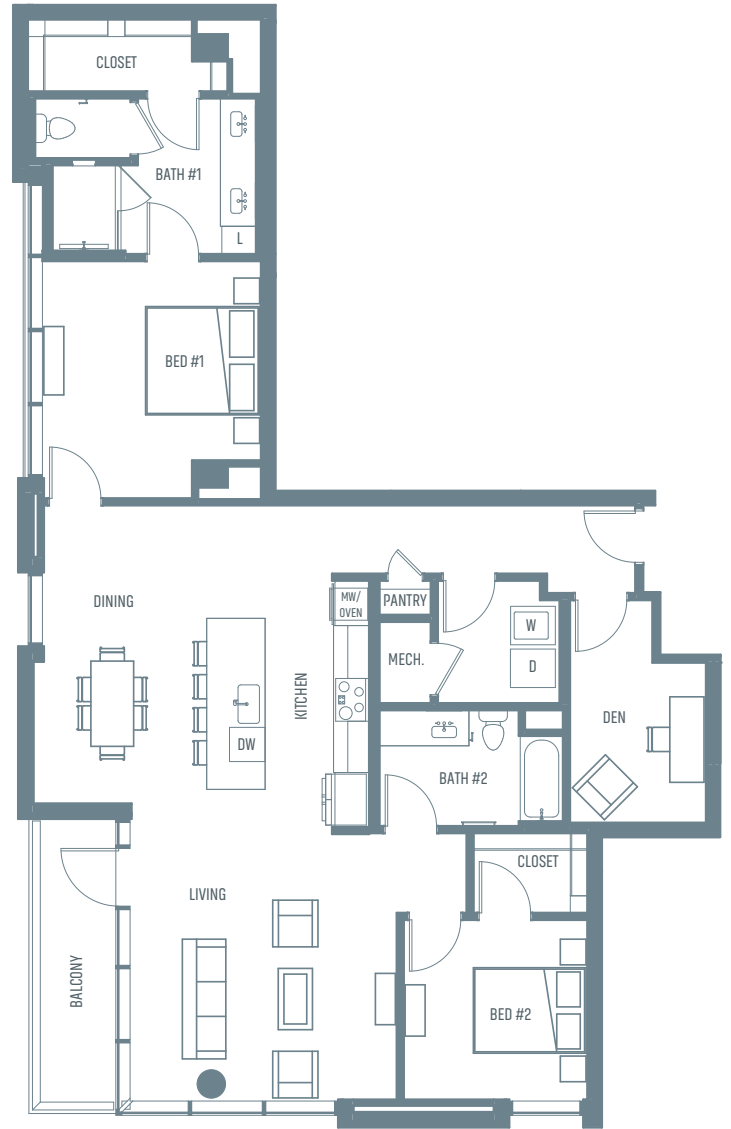 CLOSET
BATH #1
L
BED #1
DINING
MW/
OVEN
PANTRY
W
MECH.
D
KITCHEN
DEN
DW
BATH #2
CLOSET
LIVING
BALCONY
BED #2